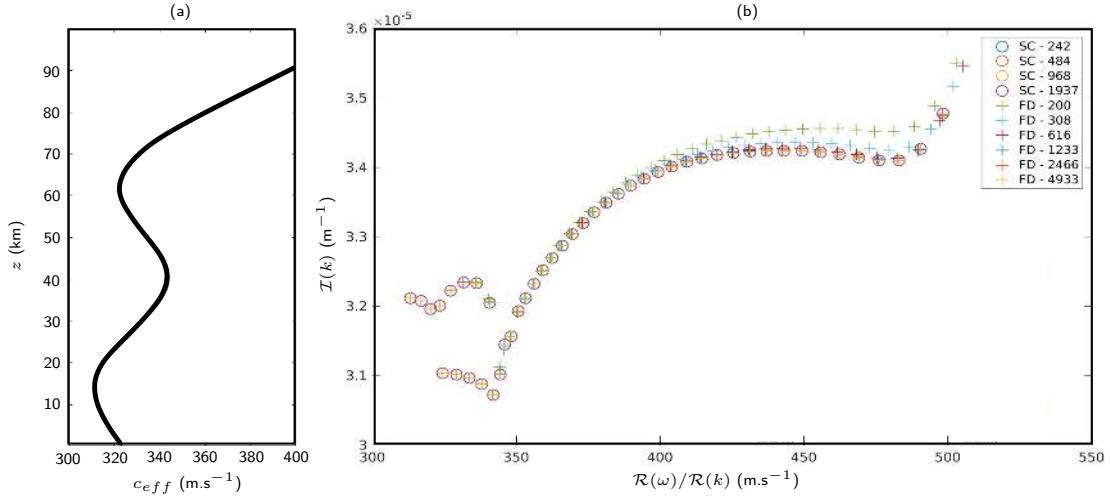 (a)
90
80
70
60
50
40
30
20
10
z (km)
300 320 340 360 380 400
c_{eff} (m.s^{-1})
(b)
×10^{-5}
3.6
3.5
3.4
3.3
3.2
3.1
3
I(k) (m^{-1})
300 350 400 450 500 550
R(ω)/R(k) (m.s^{-1})
SC - 242
SC - 484
SC - 968
SC - 1937
FD - 200
FD - 308
FD - 616
FD - 1233
FD - 2466
FD - 4933